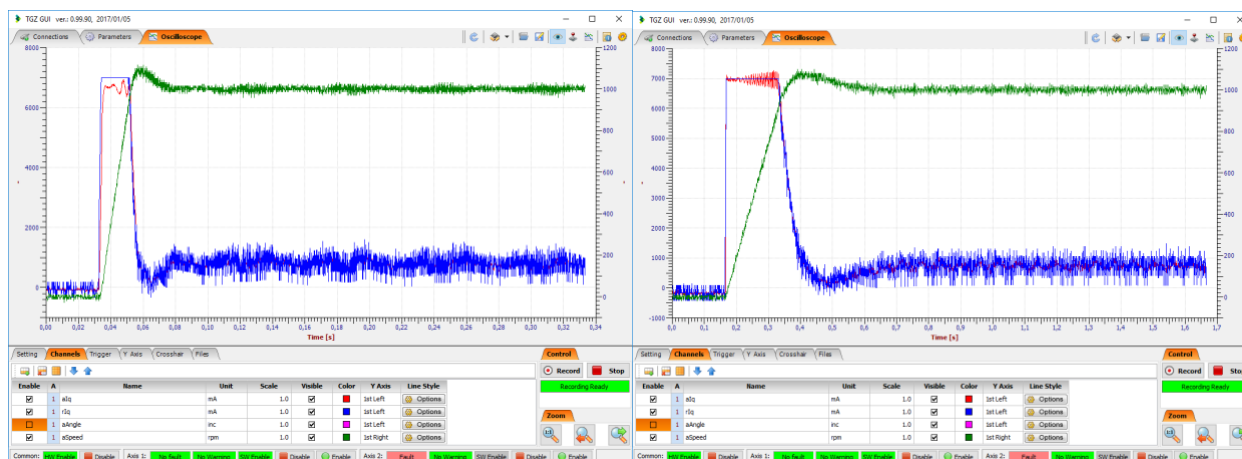 TGZ GUI ver.: 0.99.90, 2017/01/05
Connections Parameters Oscilloscope
8000
6000
4000
2000
0
1200
1000
800
600
400
200
0
0,00 0,02 0,04 0,06 0,08 0,10 0,12 0,14 0,16 0,18 0,20 0,22 0,24 0,26 0,28 0,30 0,32 0,34
Time [s]
Setting Channels Trigger Y Axis Crosshar Files
Control
Record Stop
Recording Ready
Zoom
Enable A Name Unit Scale Visible Color Y Axis Line Style
1 aIq mA 1.0 1st Left Options
1 rIq mA 1.0 1st Left Options
1 aAngle inc 1.0 1st Left Options
1 aSpeed rpm 1.0 1st Right Options
Common: HW Enable Disable Axis 1: No Fault No Warning SW Enable Disable Enable Axis 2: Fault No Warning SW Enable Disable Enable
TGZ GUI ver.: 0.99.90, 2017/01/05
Connections Parameters Oscilloscope
8000
7000
6000
5000
4000
3000
2000
1000
0
-1000
1200
1000
800
600
400
200
0
0,0 0,1 0,2 0,3 0,4 0,5 0,6 0,7 0,8 0,9 1,0 1,1 1,2 1,3 1,4 1,5 1,6 1,7
Time [s]
Setting Channels Trigger Y Axis Crosshar Files
Control
Record Stop
Recording Ready
Zoom
Enable A Name Unit Scale Visible Color Y Axis Line Style
1 aIq mA 1.0 1st Left Options
1 rIq mA 1.0 1st Left Options
1 aAngle inc 1.0 1st Left Options
1 aSpeed rpm 1.0 1st Right Options
Common: HW Enable Disable Axis 1: No Fault No Warning SW Enable Disable Enable Axis 2: Fault No Warning SW Enable Disable Enable